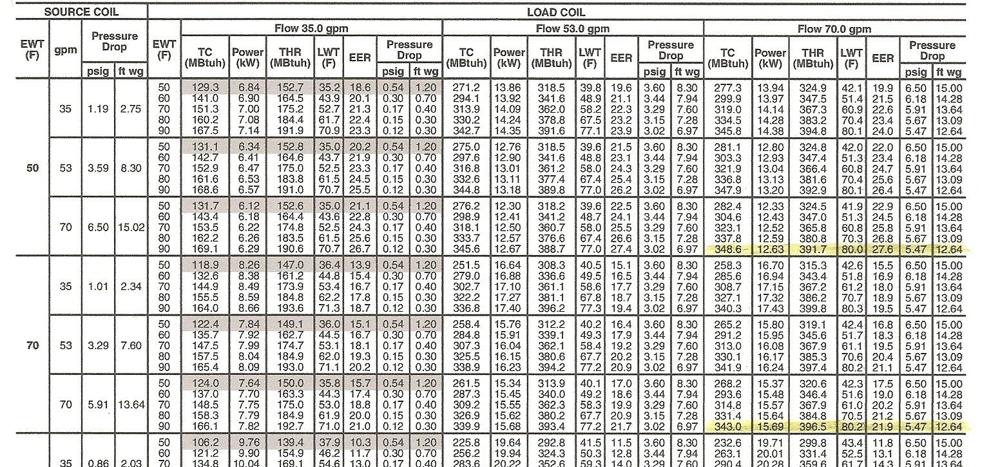 SOURCE COIL LOAD COIL
Flow 35.0 gpm Flow 53.0 gpm Flow 70.0 gpm
EWT (F) gpm Pressure Drop EWT (F) TC (MBtuh) Power (kW) THR (MBtuh) LWT (F) EER Pressure Drop TC (MBtuh) Power (kW) THR (MBtuh) LWT (F) EER Pressure Drop TC (MBtuh) Power (kW) THR (MBtuh) LWT (F) EER Pressure Drop
psig ft wg psig ft wg psig ft wg psig ft wg
50 129.3 6.84 152.7 35.2 18.6 0.54 1.20 271.2 13.86 318.5 39.8 19.6 3.60 8.30 277.3 13.94 324.9 42.1 19.9 6.50 15.00
60 141.0 6.90 164.5 43.9 20.1 0.30 0.70 294.1 13.92 341.6 48.9 21.1 3.44 7.94 299.9 13.97 347.5 51.4 21.5 6.18 14.28
35 1.19 2.75 70 151.3 7.00 175.2 52.7 21.3 0.17 0.40 313.9 14.09 362.0 58.2 22.3 3.29 7.60 319.0 14.14 367.3 60.9 22.6 5.91 13.64
80 160.2 7.08 184.4 61.7 22.4 0.15 0.30 330.2 14.24 378.8 67.5 23.2 3.15 7.28 334.5 14.28 383.2 70.4 23.4 5.67 13.09
90 167.5 7.14 191.9 70.9 23.3 0.12 0.30 342.7 14.35 391.6 77.1 23.9 3.02 6.97 345.8 14.38 394.8 80.1 24.0 5.47 12.64
50 131.1 6.34 152.8 35.0 20.2 0.54 1.20 275.0 12.76 318.5 39.6 21.5 3.60 8.30 281.1 12.80 324.8 42.0 22.0 6.50 15.00
60 142.7 6.41 164.6 43.7 21.9 0.30 0.70 297.6 12.90 341.6 48.8 23.1 3.44 7.94 303.3 12.93 347.4 51.3 23.4 6.18 14.28
50 53 3.59 8.30 70 152.9 6.47 175.0 52.5 23.3 0.17 0.40 316.8 13.01 361.2 58.0 24.3 3.29 7.60 321.9 13.04 366.4 60.8 24.7 5.91 13.64
80 161.6 6.53 183.8 61.5 24.5 0.15 0.30 332.6 13.11 377.4 67.4 25.4 3.15 7.28 336.8 13.13 381.6 70.4 25.6 5.67 13.09
90 168.6 6.57 191.0 70.7 25.5 0.12 0.30 344.8 13.18 389.8 77.0 26.2 3.02 6.97 347.9 13.20 392.9 80.1 26.4 5.47 12.64
50 131.7 6.12 152.6 35.0 21.1 0.54 1.20 276.2 12.30 318.2 39.6 22.5 3.60 8.30 282.4 12.33 324.5 41.9 22.9 6.50 15.00
60 143.4 6.18 164.4 43.6 22.8 0.30 0.70 298.9 12.41 341.2 48.7 24.1 3.44 7.94 304.6 12.43 347.0 51.3 24.5 6.18 14.28
70 6.50 15.02 70 153.5 6.22 174.8 52.5 24.3 0.17 0.40 318.1 12.50 360.7 58.0 25.5 3.29 7.60 323.1 12.52 365.8 60.8 25.8 5.91 13.64
80 162.2 6.26 183.5 61.5 25.6 0.15 0.30 333.7 12.57 376.6 67.4 26.6 3.15 7.28 337.8 12.59 380.8 70.3 26.8 5.67 13.09
90 169.1 6.29 190.6 70.7 26.7 0.12 0.30 345.6 12.67 388.7 77.0 27.4 3.02 6.97 348.6 12.63 391.7 80.0 27.6 5.47 12.64
50 118.9 8.26 147.0 36.4 13.9 0.54 1.20 251.5 16.64 308.3 40.5 15.1 3.60 8.30 258.3 16.70 315.3 42.6 15.5 6.50 15.00
60 132.6 8.38 161.2 44.8 15.4 0.30 0.70 279.0 16.88 336.6 49.5 16.5 3.44 7.94 285.6 16.94 343.4 51.8 16.9 6.18 14.28
35 1.01 2.34 70 144.9 8.49 173.9 53.4 16.7 0.17 0.40 302.7 17.10 361.1 58.6 17.7 3.29 7.60 308.7 17.15 367.2 61.2 18.0 5.91 13.64
80 155.5 8.59 184.8 62.2 17.8 0.15 0.30 322.2 17.27 381.1 67.8 18.7 3.15 7.28 327.1 17.32 386.2 70.7 18.9 5.67 13.09
90 164.0 8.66 193.6 71.3 18.7 0.12 0.30 336.8 17.40 396.2 77.3 19.4 3.02 6.97 340.3 17.43 399.8 80.3 19.5 5.47 12.64
50 122.4 7.84 149.1 36.0 15.1 0.54 1.20 258.4 15.76 312.2 40.2 16.4 3.60 8.30 265.2 15.80 319.1 42.4 16.8 6.50 15.00
60 135.7 7.92 162.7 44.5 16.7 0.30 0.70 284.8 15.91 339.1 49.3 17.9 3.44 7.94 291.2 15.95 345.6 51.7 18.3 6.18 14.28
70 53 3.29 7.60 70 147.5 7.99 174.7 53.1 18.1 0.17 0.40 307.3 16.04 362.1 58.4 19.2 3.29 7.60 313.0 16.08 367.9 61.1 19.5 5.91 13.64
80 157.5 8.04 184.9 62.0 19.3 0.15 0.30 325.5 16.15 380.6 67.7 20.2 3.15 7.28 330.1 16.17 385.3 70.6 20.4 5.67 13.09
90 165.4 8.09 193.0 71.1 20.2 0.12 0.30 338.9 16.23 394.2 77.2 20.9 3.02 6.97 341.9 16.24 397.4 80.2 21.1 5.47 12.64
50 124.0 7.64 150.0 35.8 15.7 0.54 1.20 261.5 15.34 313.9 40.1 17.0 3.60 8.30 268.2 15.37 320.6 42.3 17.5 6.50 15.00
60 137.0 7.70 163.3 44.3 17.4 0.30 0.70 287.3 15.45 340.0 49.2 18.6 3.44 7.94 293.6 15.48 346.4 51.6 19.0 6.18 14.28
70 5.91 13.64 70 148.5 7.75 175.0 53.0 18.8 0.17 0.40 309.2 15.55 362.3 58.3 19.9 3.29 7.60 314.8 15.57 367.9 61.0 20.2 5.91 13.64
80 158.3 7.79 184.9 61.9 20.0 0.15 0.30 326.9 15.62 380.2 67.7 20.9 3.15 7.28 331.4 15.64 384.8 70.5 21.2 5.67 13.09
90 166.1 7.82 192.7 71.0 21.0 0.12 0.30 339.9 15.68 393.4 77.2 21.7 3.02 6.97 343.0 15.69 396.5 80.2 21.9 5.47 12.64
50 106.2 9.76 139.4 37.9 10.3 0.54 1.20 225.8 19.64 292.8 41.5 11.5 3.60 8.30 232.6 19.71 299.8 43.4 11.8 6.50 15.00
60 121.2 9.90 154.9 46.2 11.7 0.30 0.70 256.2 19.94 324.3 50.3 12.8 3.44 7.94 263.1 20.01 331.4 52.5 13.1 6.18 14.28
35 0.86 2.03 70 134.8 10.04 169.1 54.6 13.0 0.17 0.40 283.6 20.22 352.6 59.3 14.0 3.29 7.60 290.4 20.28 359.6 61.7 14.3 5.91 13.64